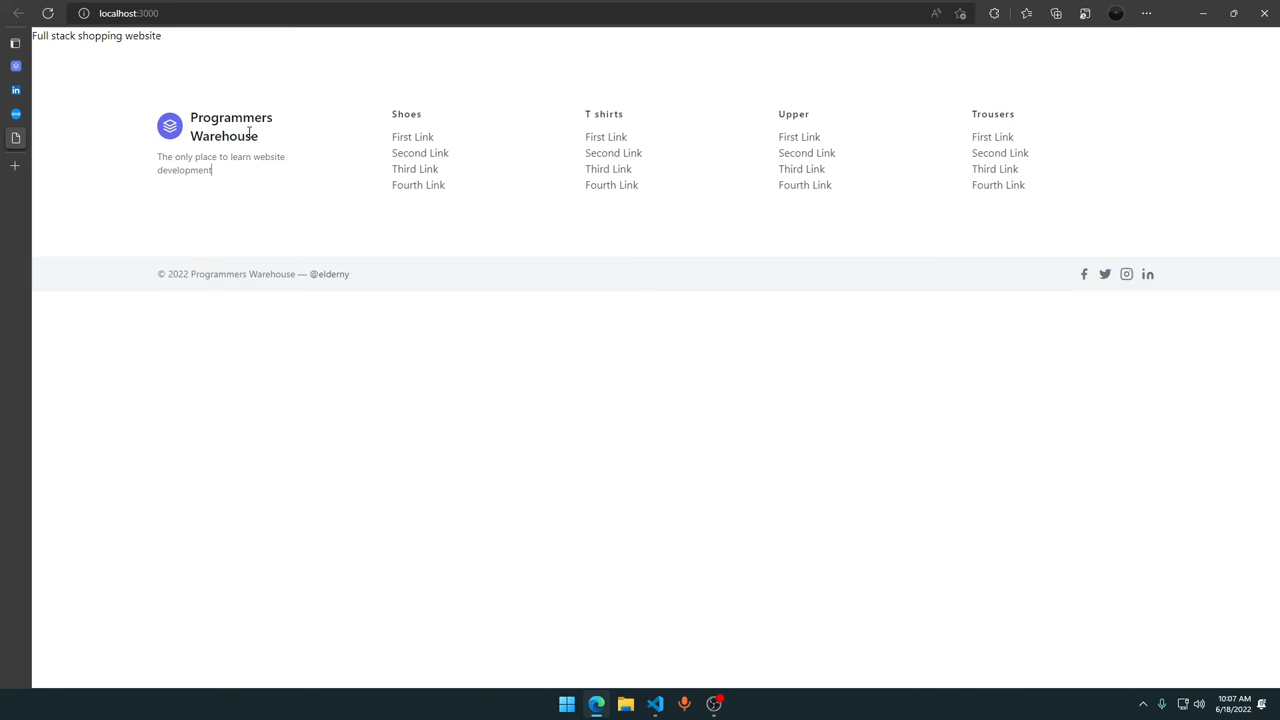 localhost:3000
Full stack shopping website
Programmers
Warehouse
The only place to learn website
development
Shoes
First Link
Second Link
Third Link
Fourth Link
T shirts
First Link
Second Link
Third Link
Fourth Link
Upper
First Link
Second Link
Third Link
Fourth Link
Trousers
First Link
Second Link
Third Link
Fourth Link
© 2022 Programmers Warehouse — @elderny
10:07 AM
6/18/2022